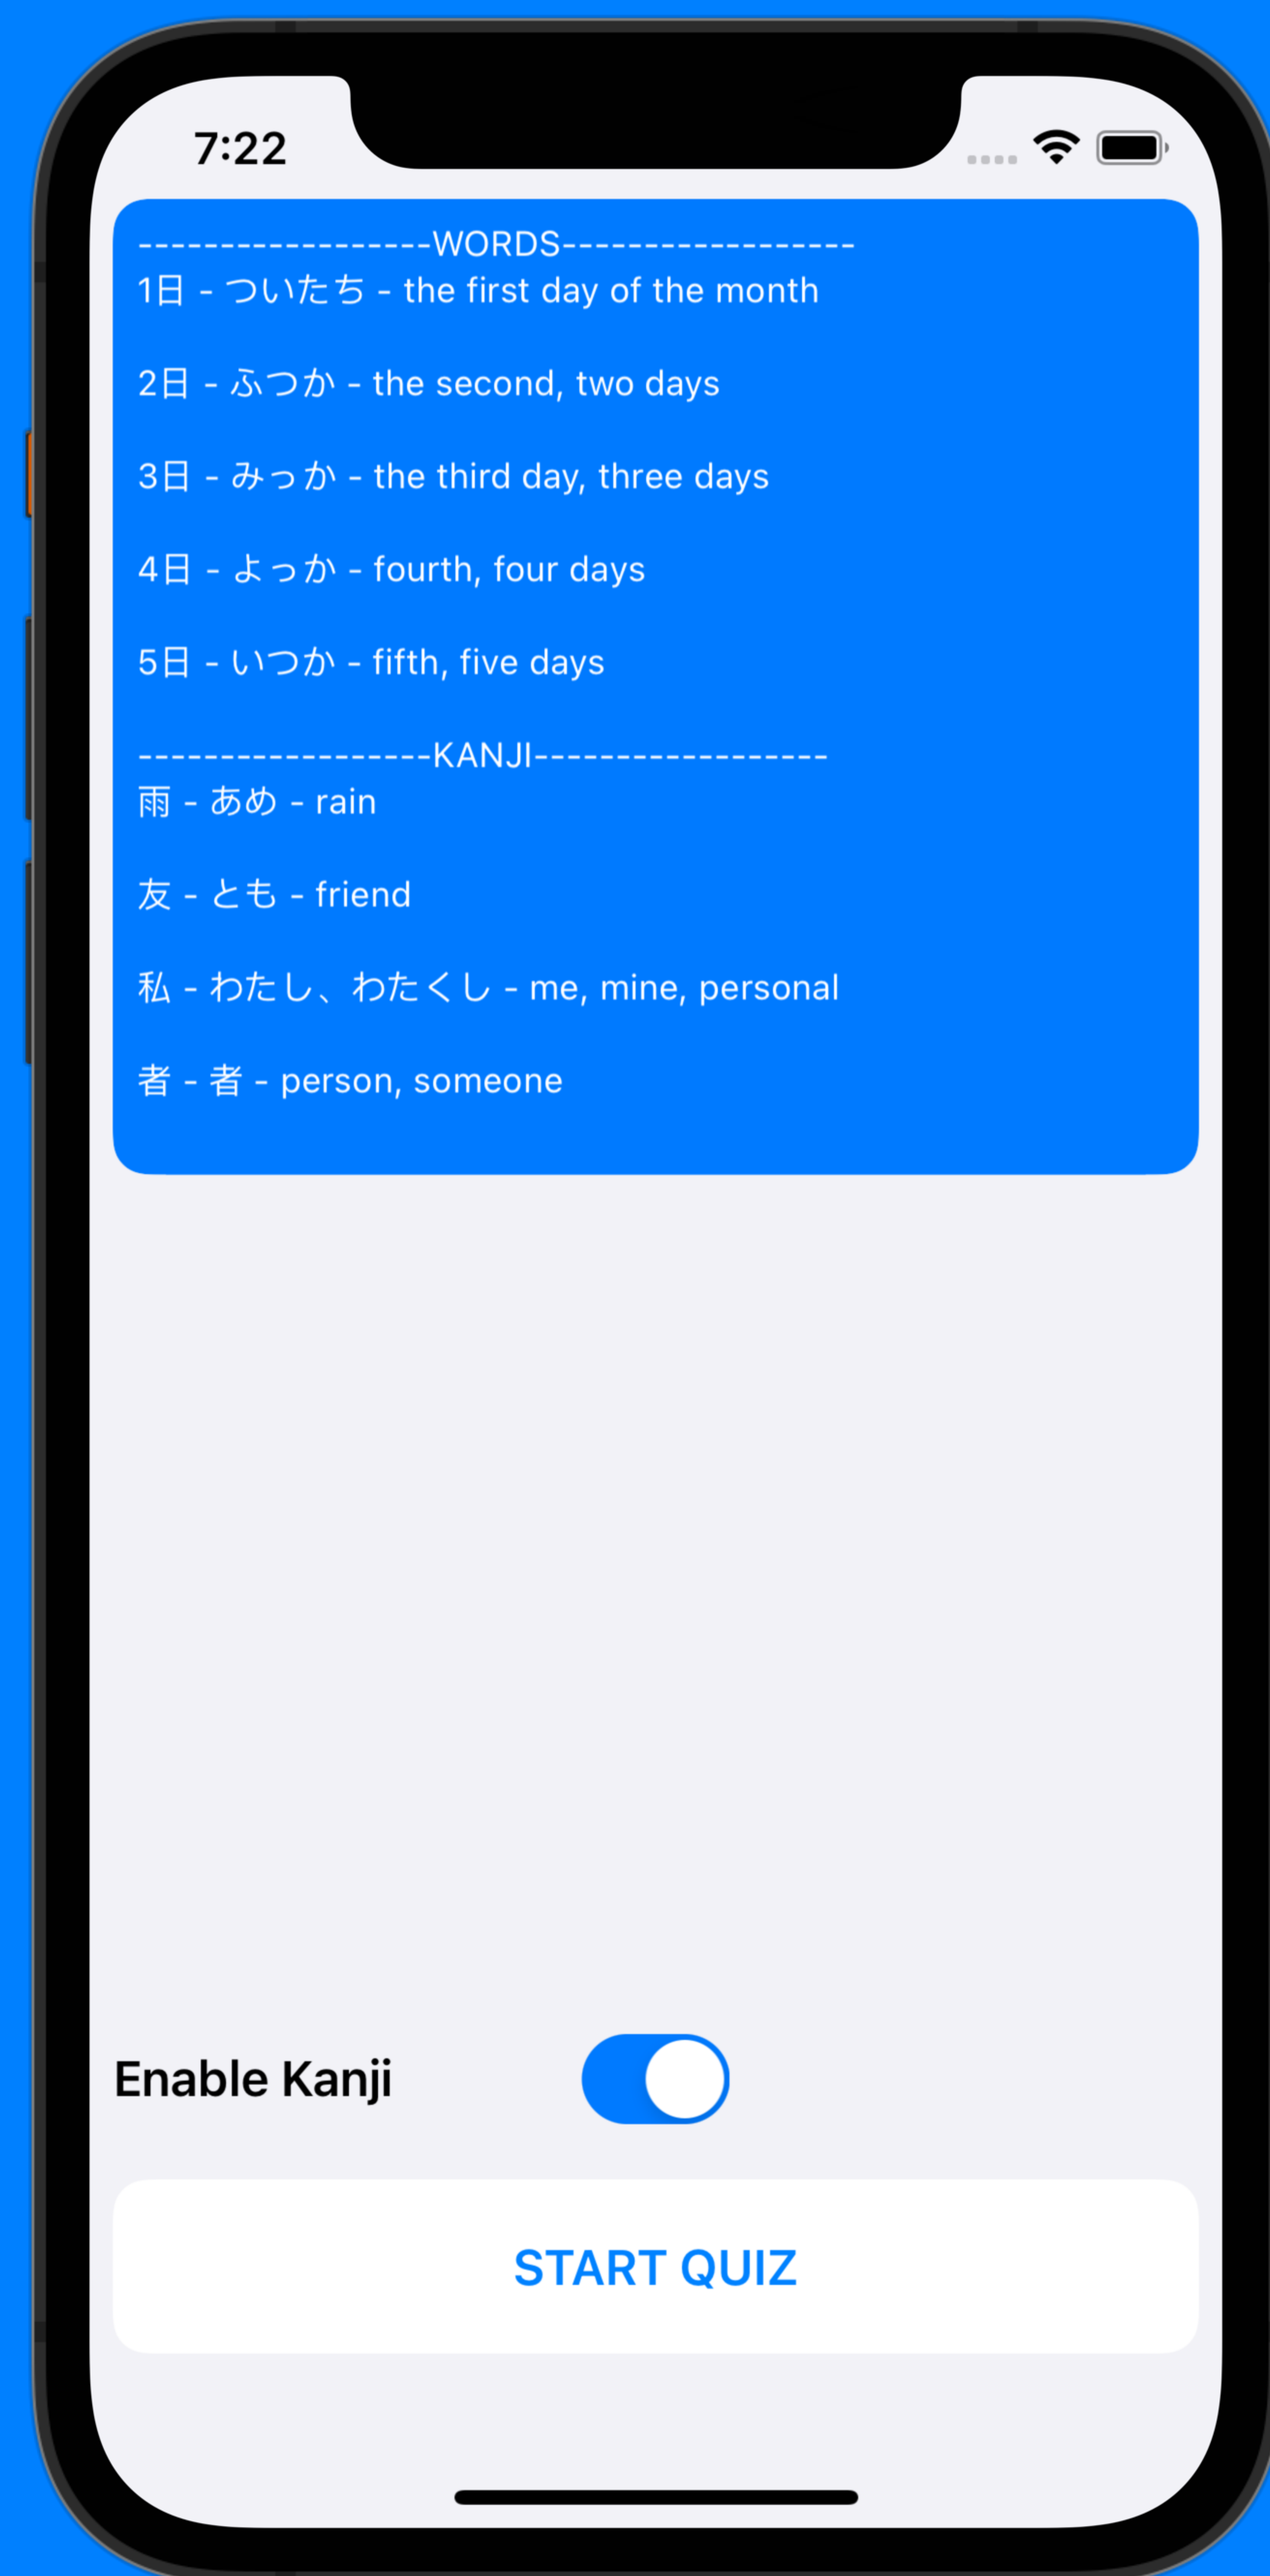 7:22
------------------WORDS------------------
1日 - ついたち - the first day of the month
2日 - ふつか - the second, two days
3日 - みっか - the third day, three days
4日 - よっか - fourth, four days
5日 - いつか - fifth, five days
------------------KANJI------------------
雨 - あめ - rain
友 - とも - friend
私 - わたし、わたくし - me, mine, personal
者 - 者 - person, someone
Enable Kanji
START QUIZ